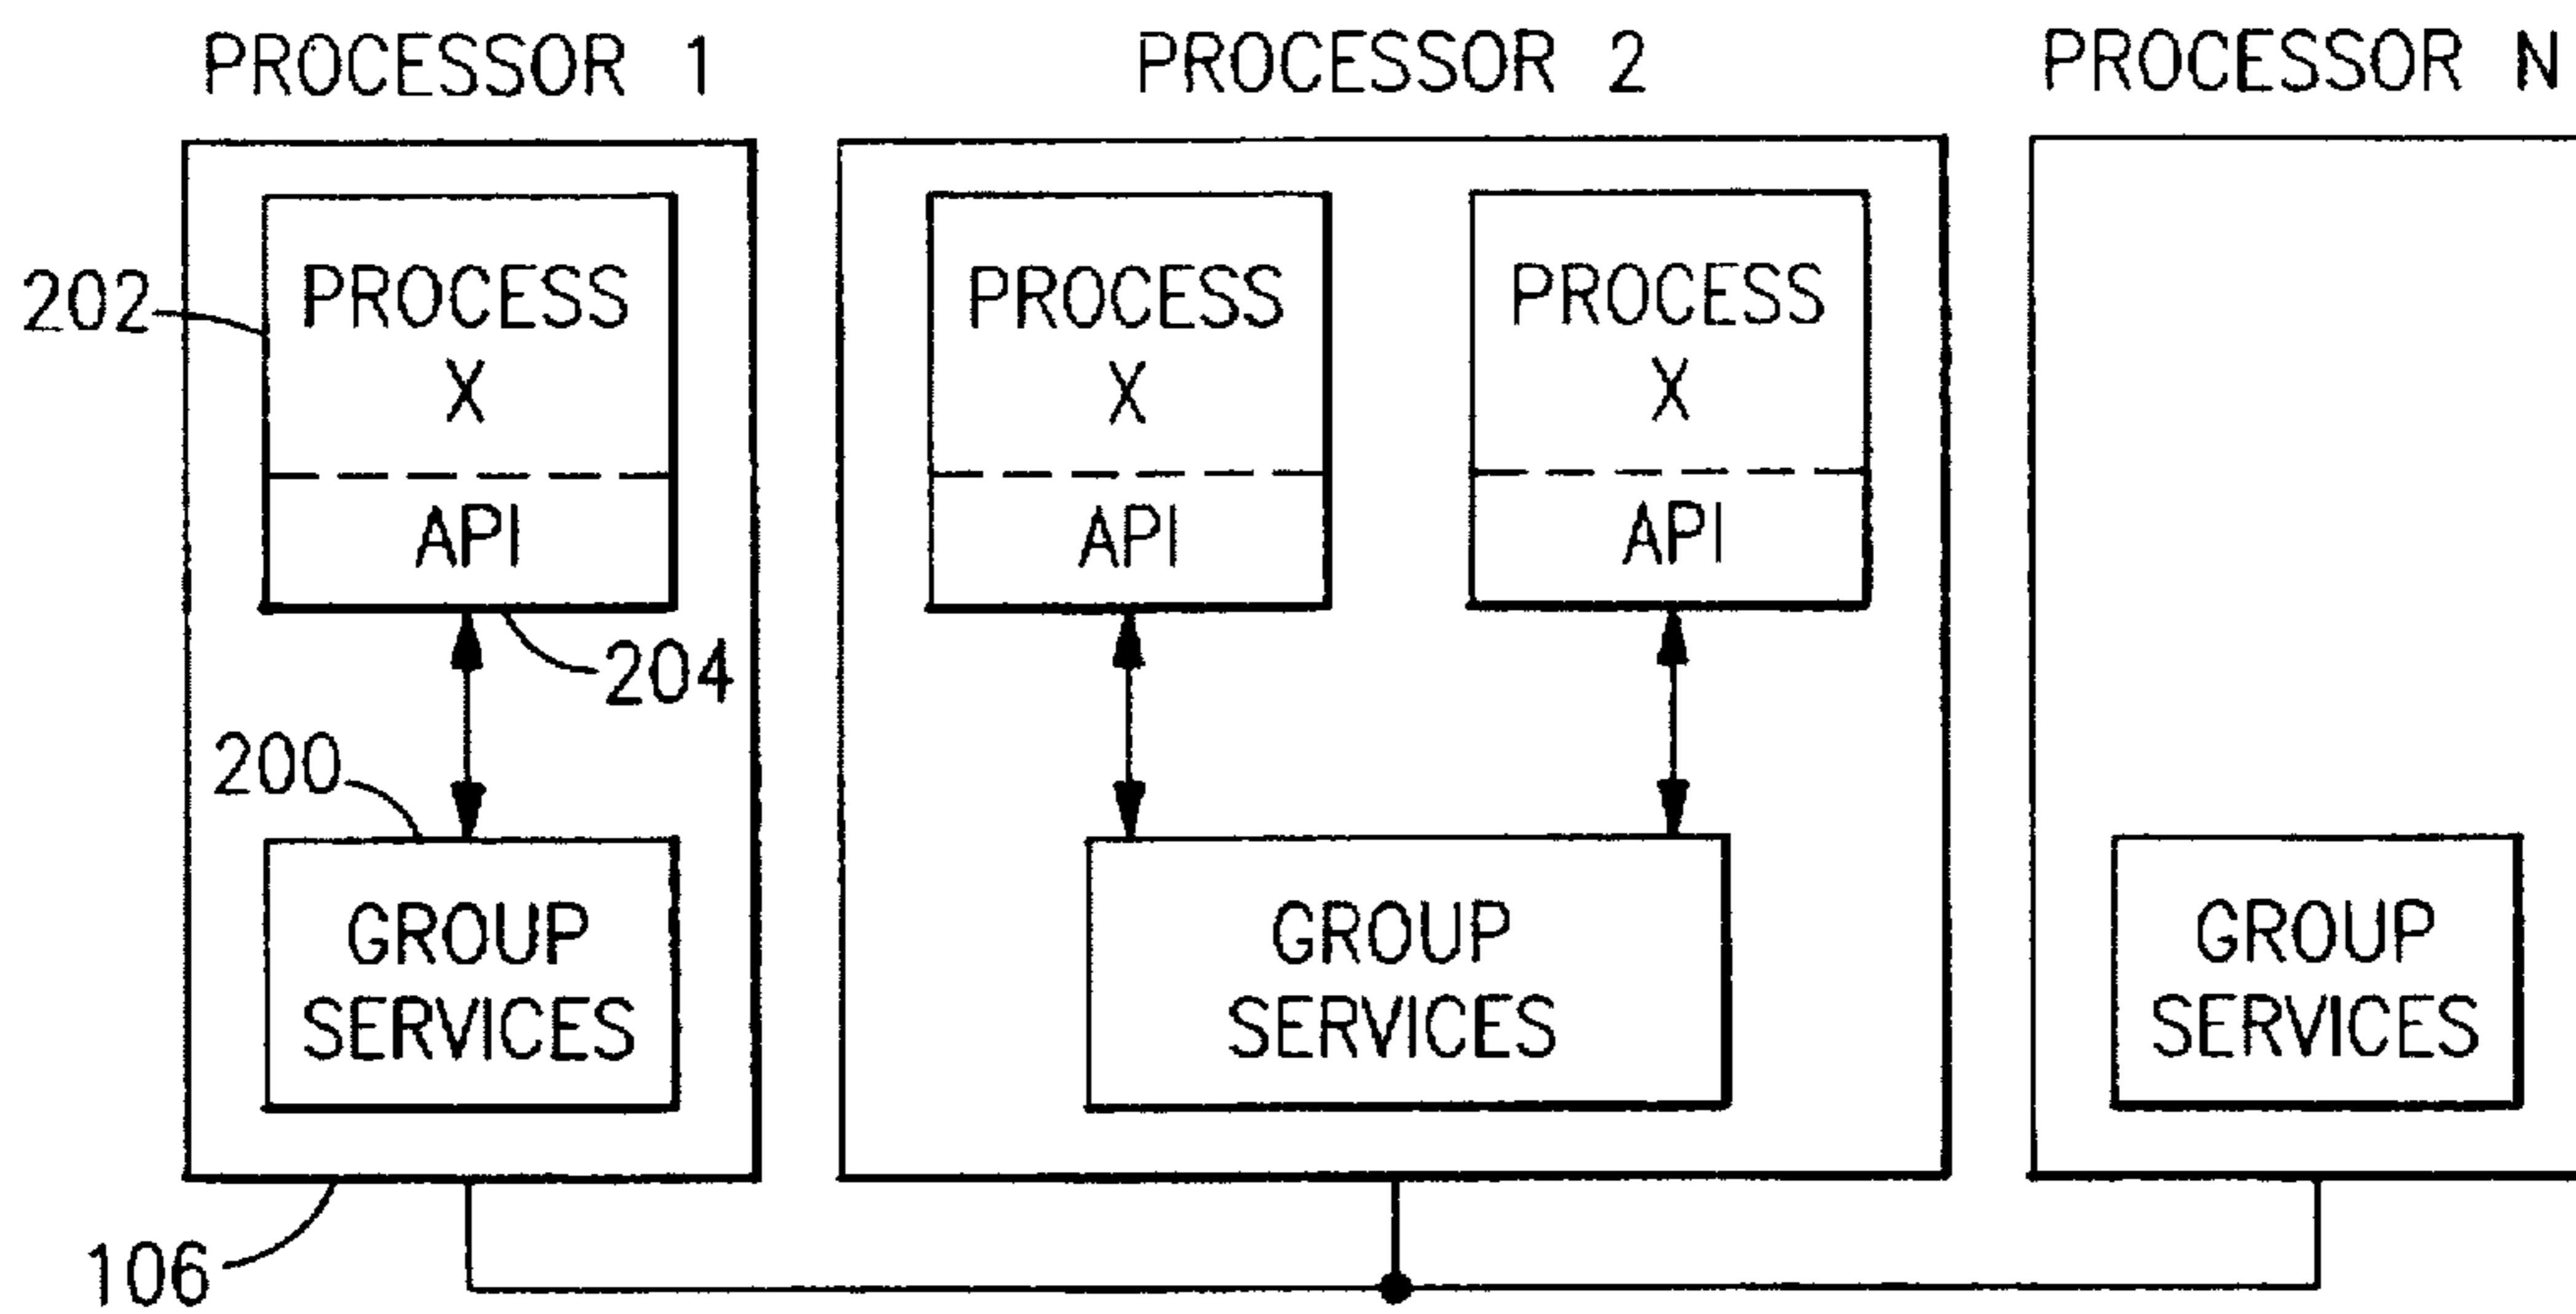 PROCESSOR 1
PROCESSOR 2
PROCESSOR N
202
PROCESS
X
API
204
200
GROUP
SERVICES
106
PROCESS
X
API
PROCESS
X
API
GROUP
SERVICES
GROUP
SERVICES